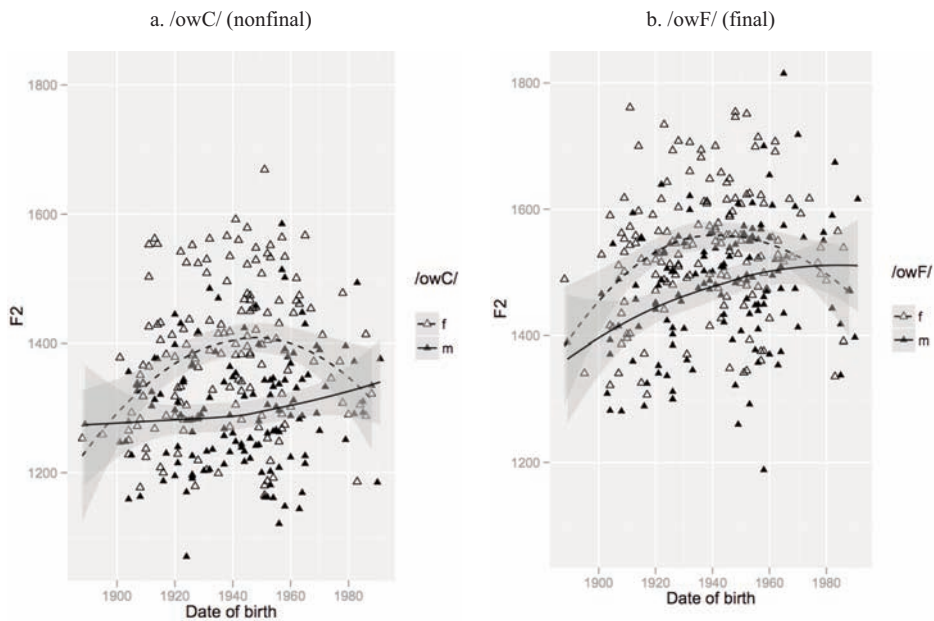 a. /owC/ (nonfinal)
1800
1600
1400
1200
F2
1900 1920 1940 1960 1980
Date of birth
/owC/
f
m
b. /owF/ (final)
1800
1600
1400
1200
F2
1900 1920 1940 1960 1980
Date of birth
/owF/
f
m